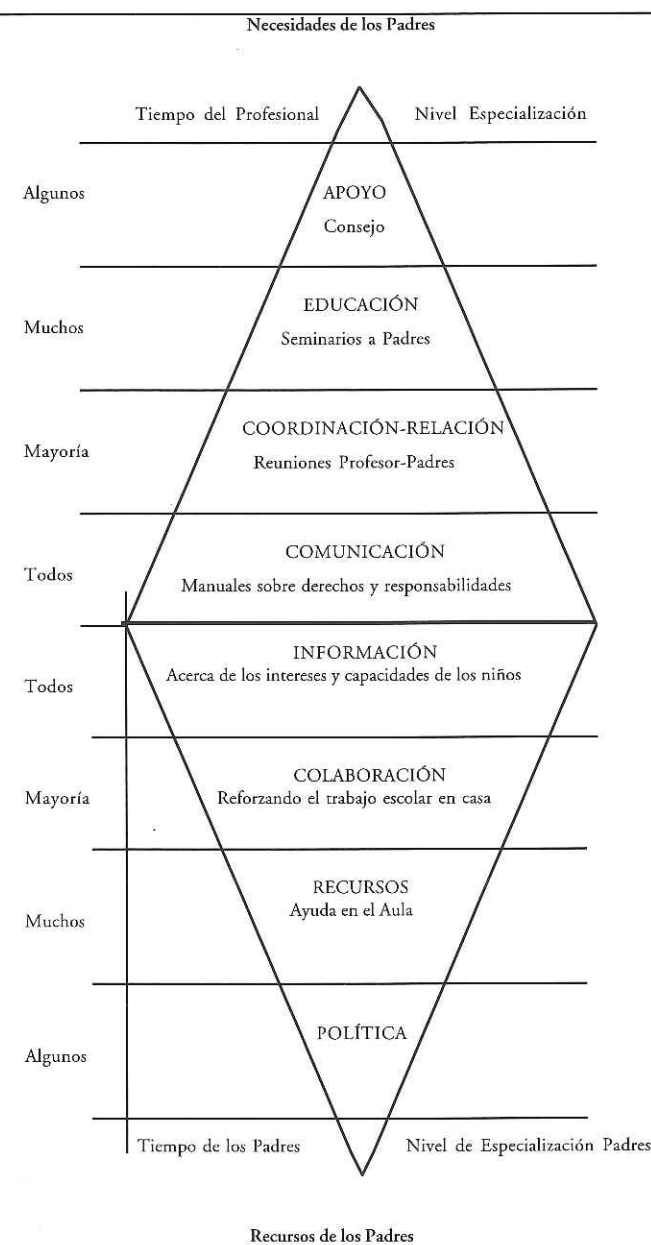 Necesidades de los Padres
Tiempo del Profesional Nivel Especialización
Algunos
APOYO
Consejo
Muchos
EDUCACIÓN
Seminarios a Padres
Mayoría
COORDINACIÓN-RELACIÓN
Reuniones Profesor-Padres
Todos
COMUNICACIÓN
Manuales sobre derechos y responsabilidades
Todos
INFORMACIÓN
Acerca de los intereses y capacidades de los niños
Mayoría
COLABORACIÓN
Reforzando el trabajo escolar en casa
Muchos
RECURSOS
Ayuda en el Aula
Algunos
POLÍTICA
Tiempo de los Padres Nivel de Especialización Padres
Recursos de los Padres